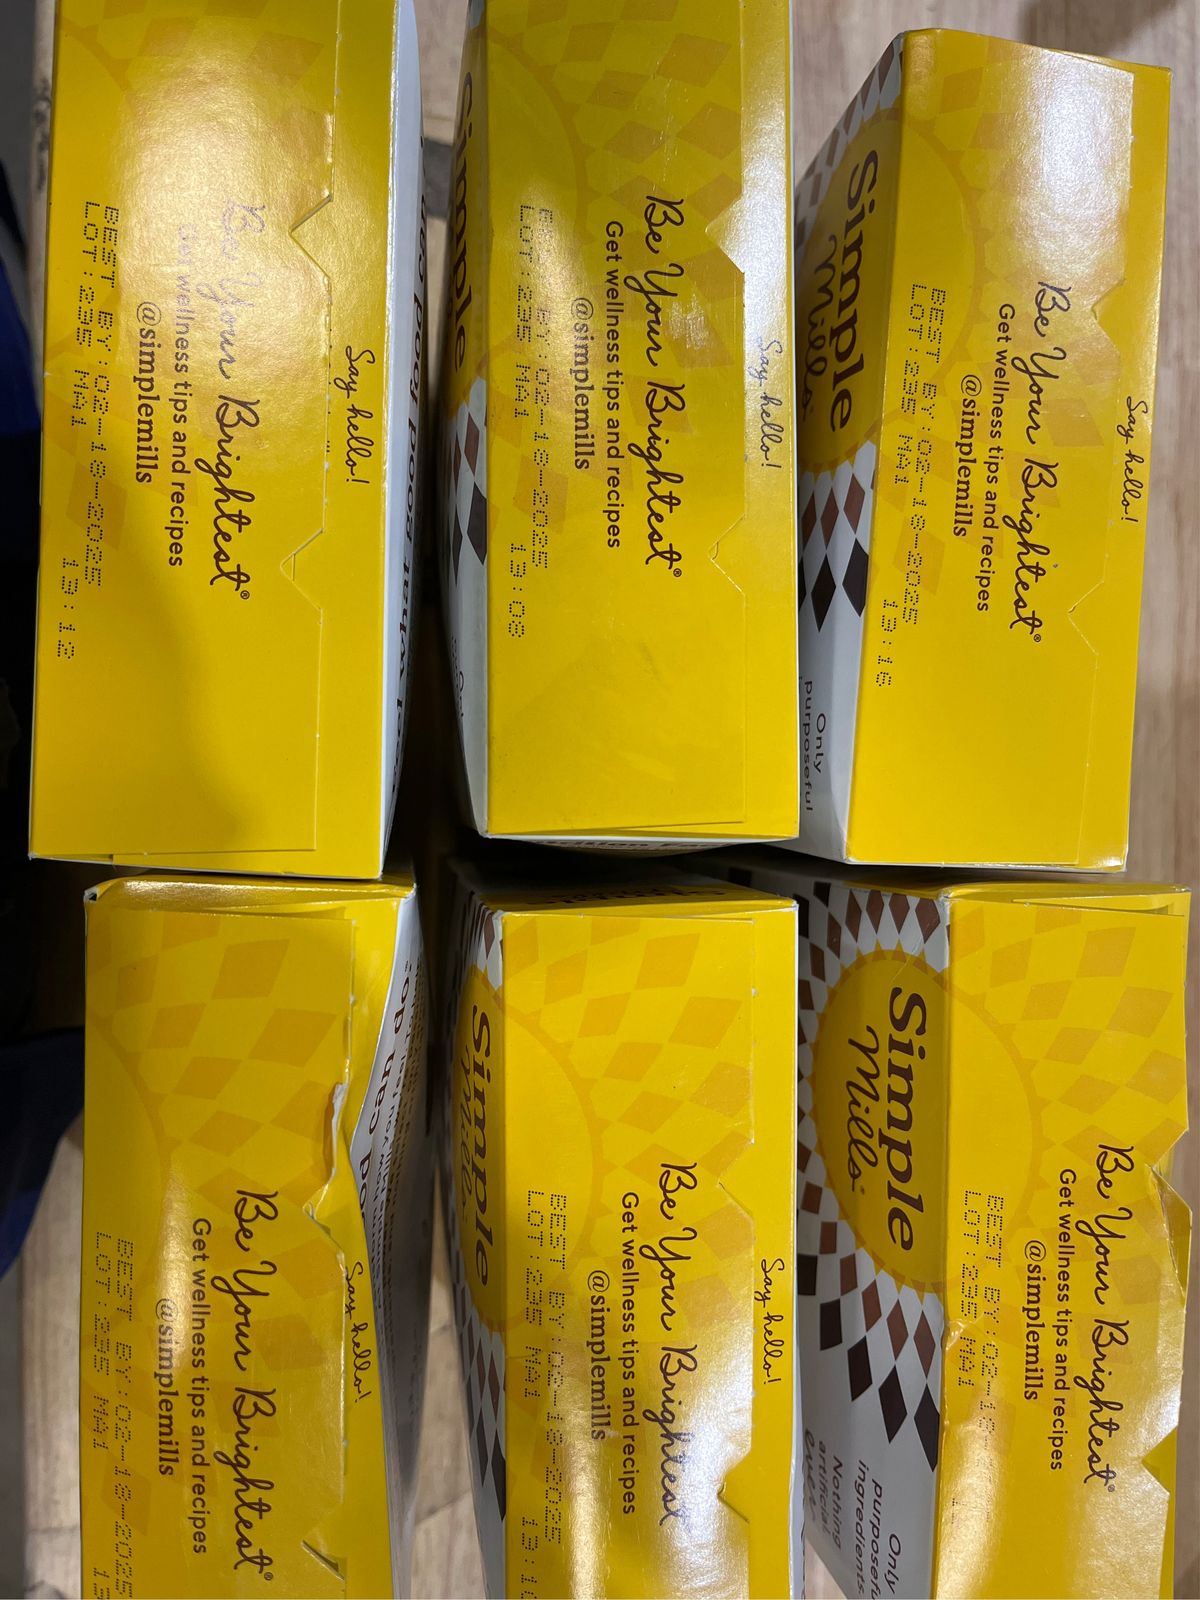 Say hello!
Be Your Brightest®
Get wellness tips and recipes
@simplemills
BEST BY:02-18-2025
LOT:235 MA1 19:12
Simple
Say hello!
Be Your Brightest®
Get wellness tips and recipes
@simplemills
BY:02-18-2025
LOT:235 MA1 19:08
Simple
Mills
Only
purposeful
Say hello!
Be Your Brightest®
Get wellness tips and recipes
@simplemills
BEST BY:02-18-2025
LOT:235 MA1 19:16
Say hello!
Be Your Brightest®
Get wellness tips and recipes
@simplemills
BEST BY:02-18-2025
LOT:235 MA1
Simple
Mills
Say hello!
Be Your Brightest®
Get wellness tips and recipes
@simplemills
BEST BY:02-18-2025
LOT:235 MA1
Simple
Mills
Only
purposeful
ingredients.
Nothing
artificial
Be Your Brightest®
Get wellness tips and recipes
@simplemills
BEST
LOT:235 MA1